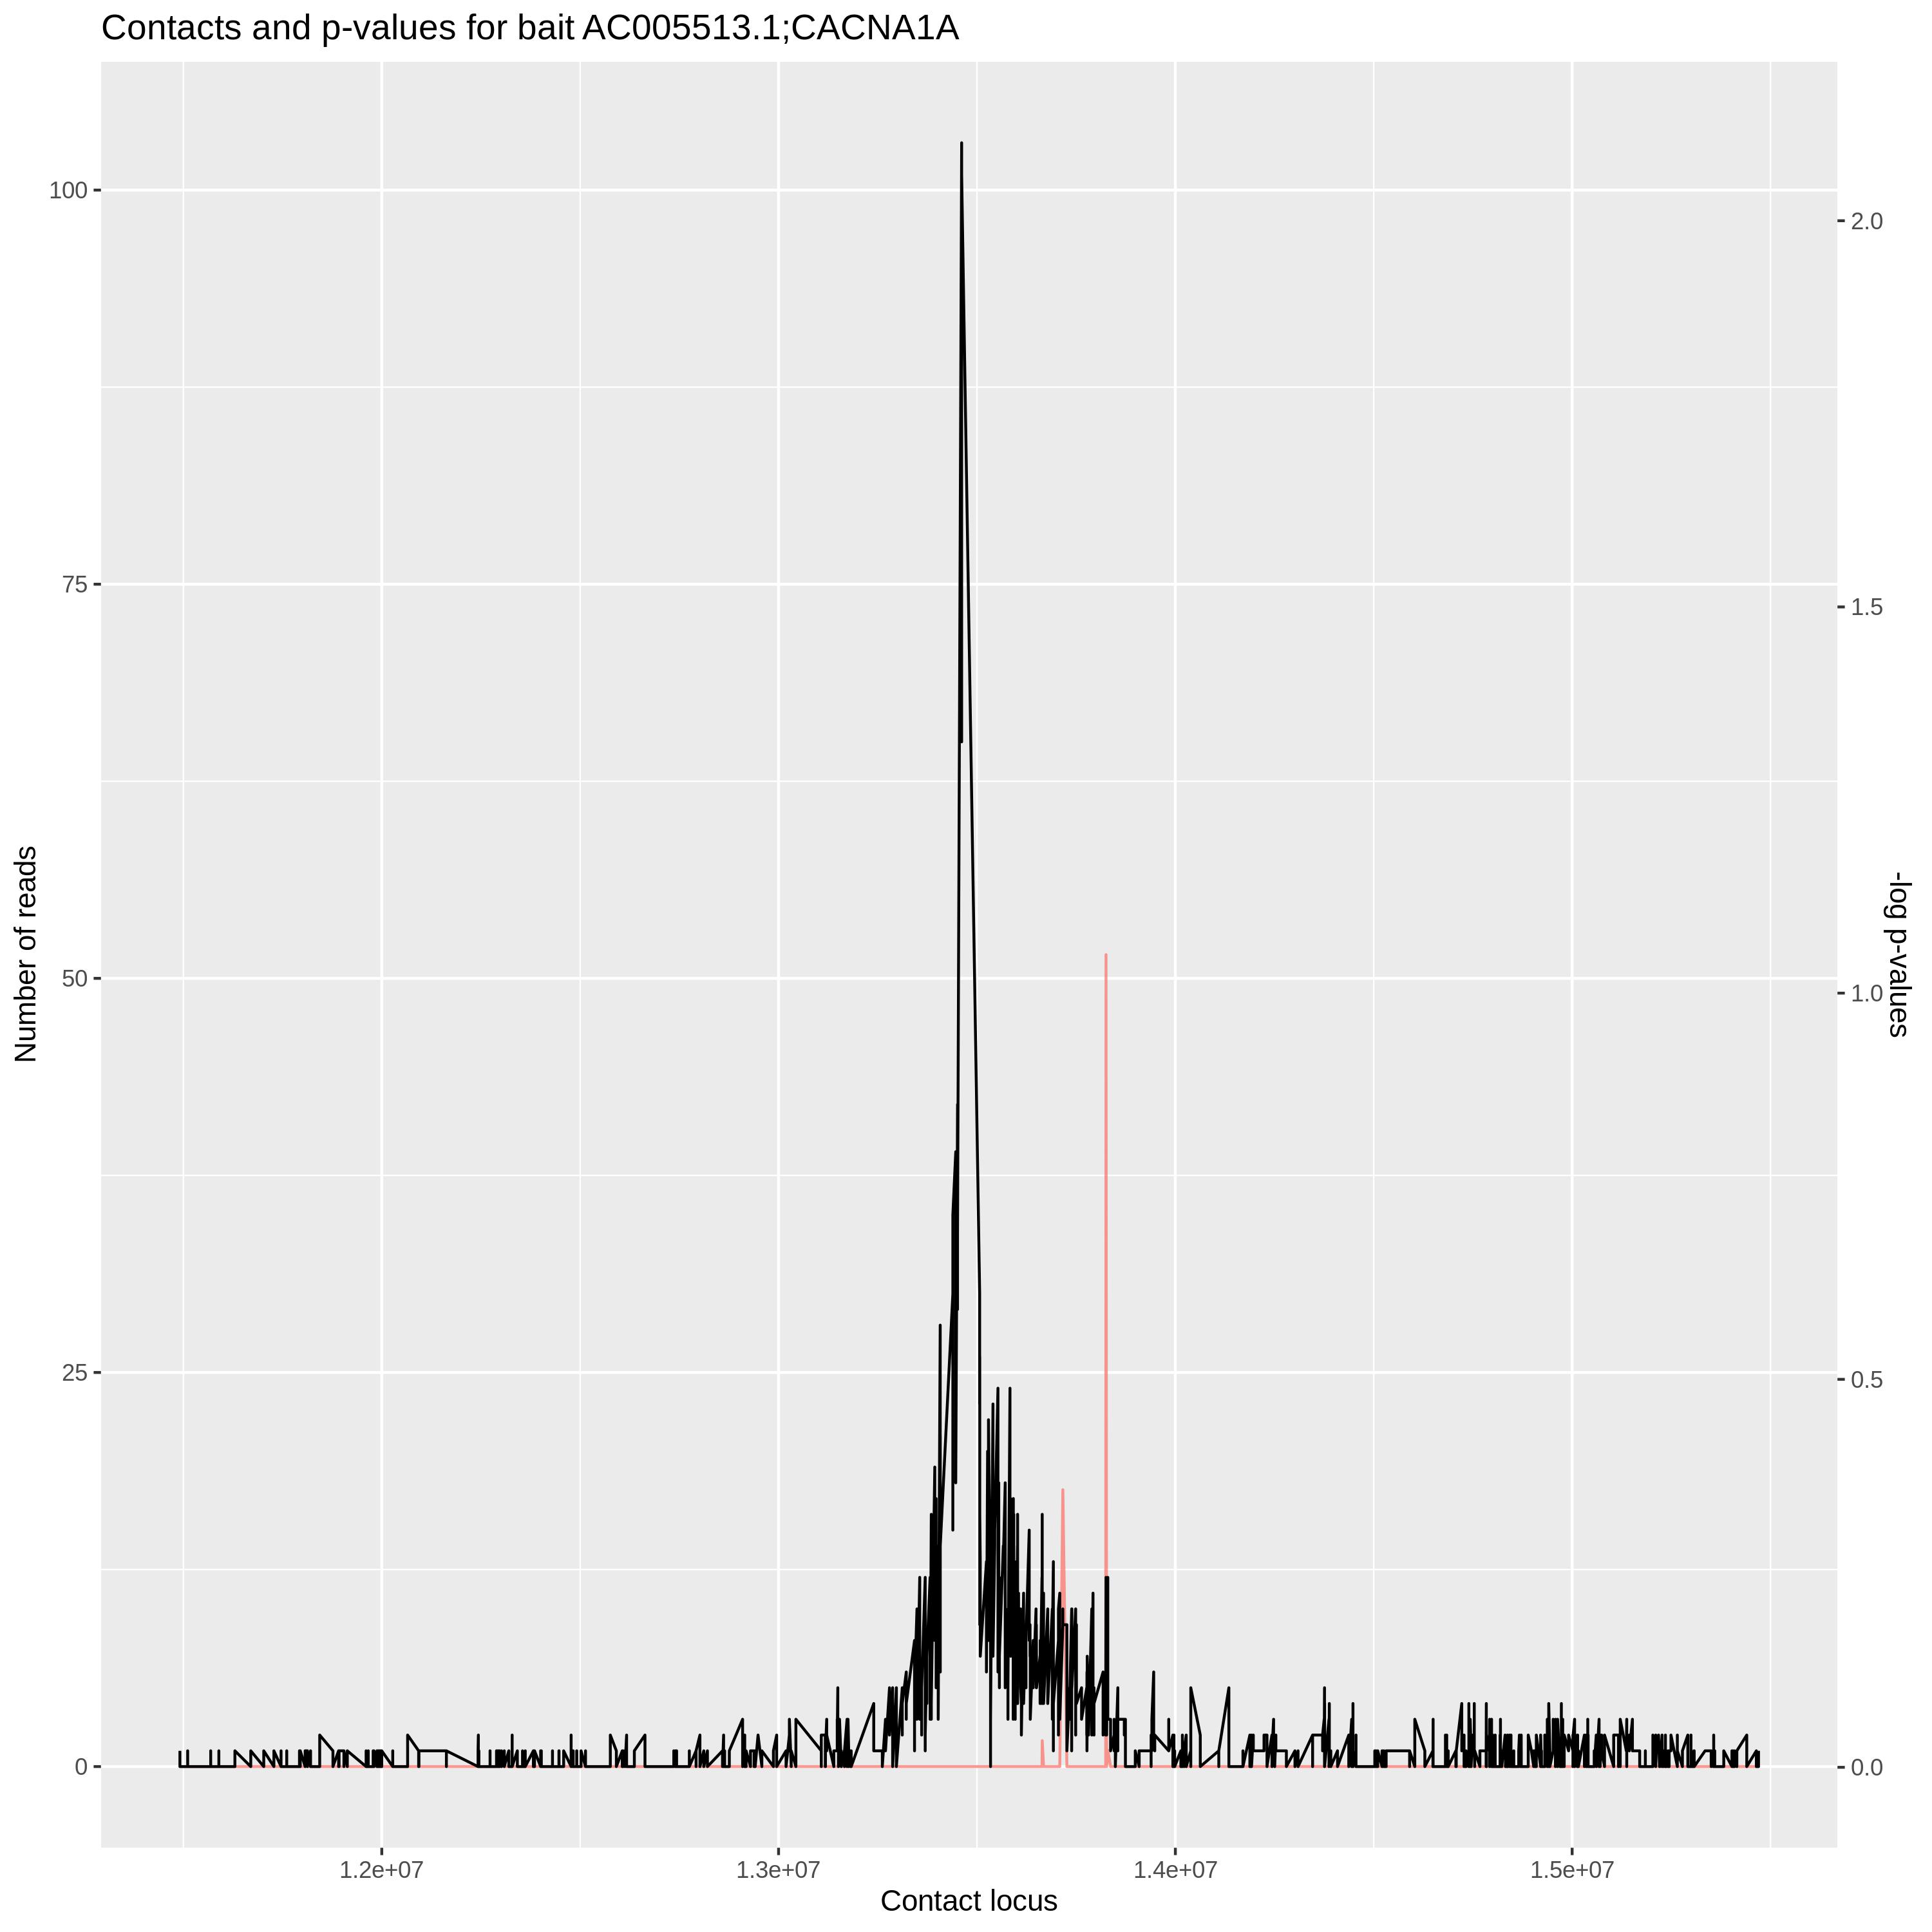 Contacts and p-values for bait AC005513.1;CACNA1A
100
75
50
25
0
Number of reads
2.0
1.5
1.0
0.5
0.0
-log p-values
1.2e+07
1.3e+07
1.4e+07
1.5e+07
Contact locus